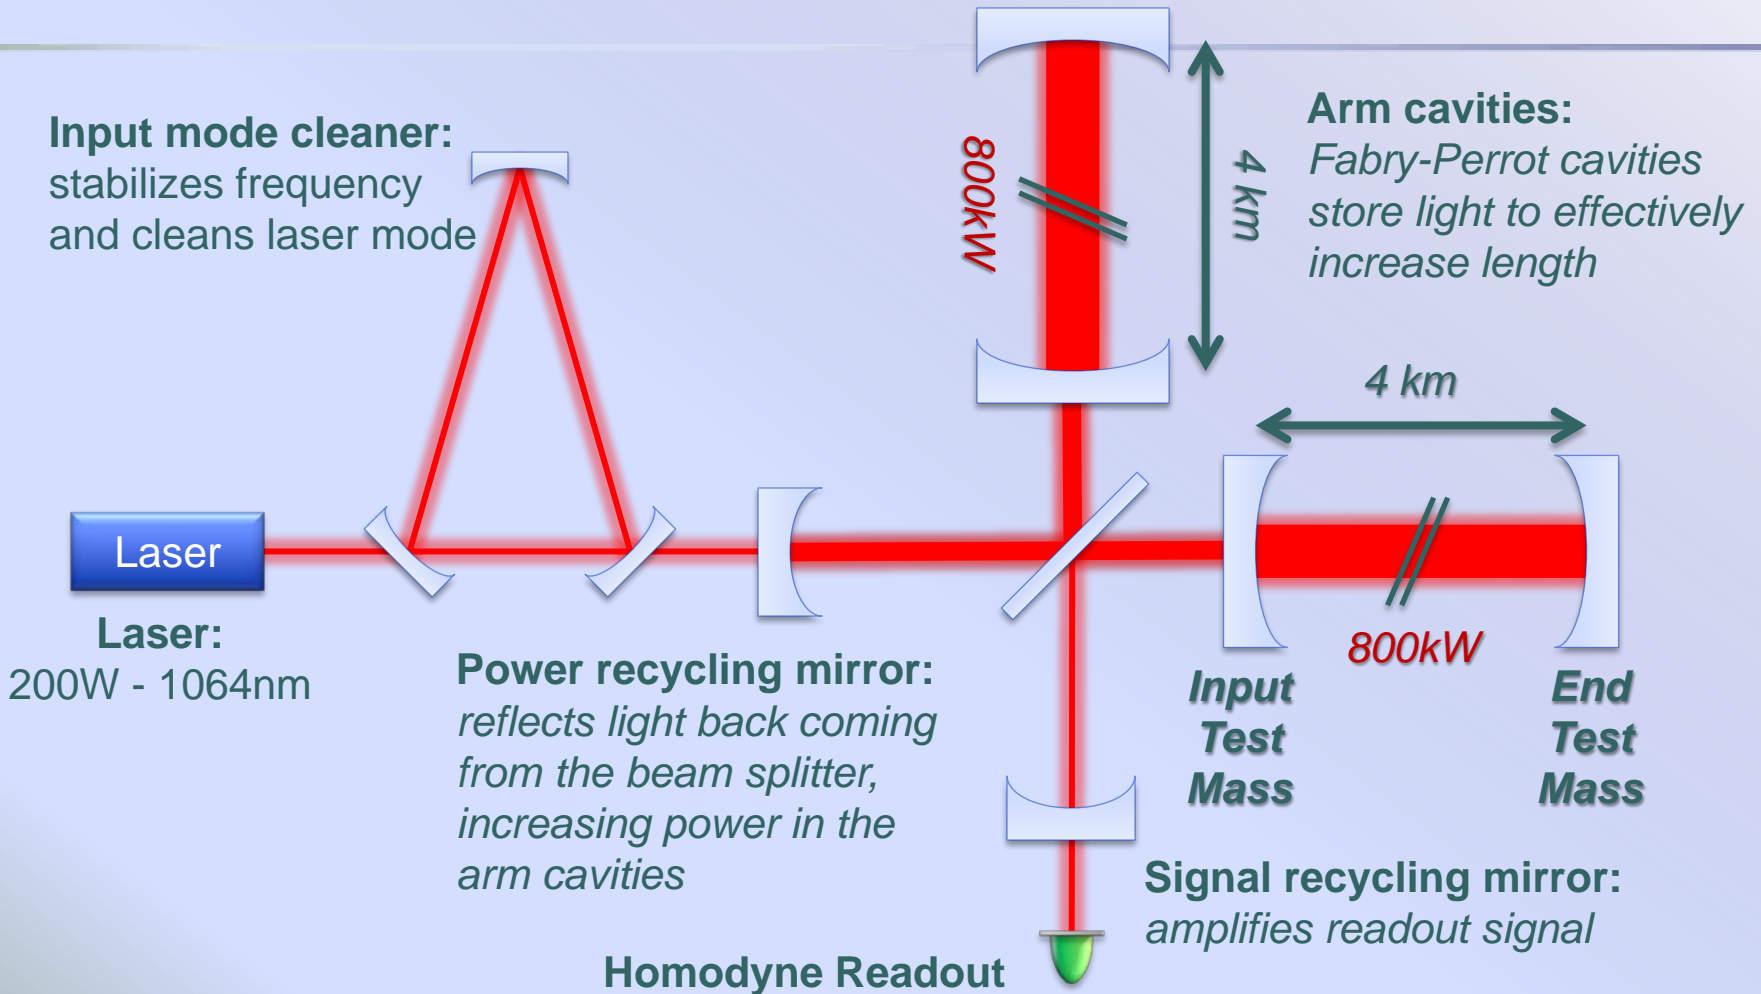 Input mode cleaner:
stabilizes frequency
and cleans laser mode
800kW
4 km
Arm cavities:
Fabry-Perrot cavities
store light to effectively
increase length
4 km
Laser
Laser:
200W - 1064nm
Power recycling mirror:
reflects light back coming
from the beam splitter,
increasing power in the
arm cavities
800kW
Input
Test
Mass
End
Test
Mass
Signal recycling mirror:
amplifies readout signal
Homodyne Readout